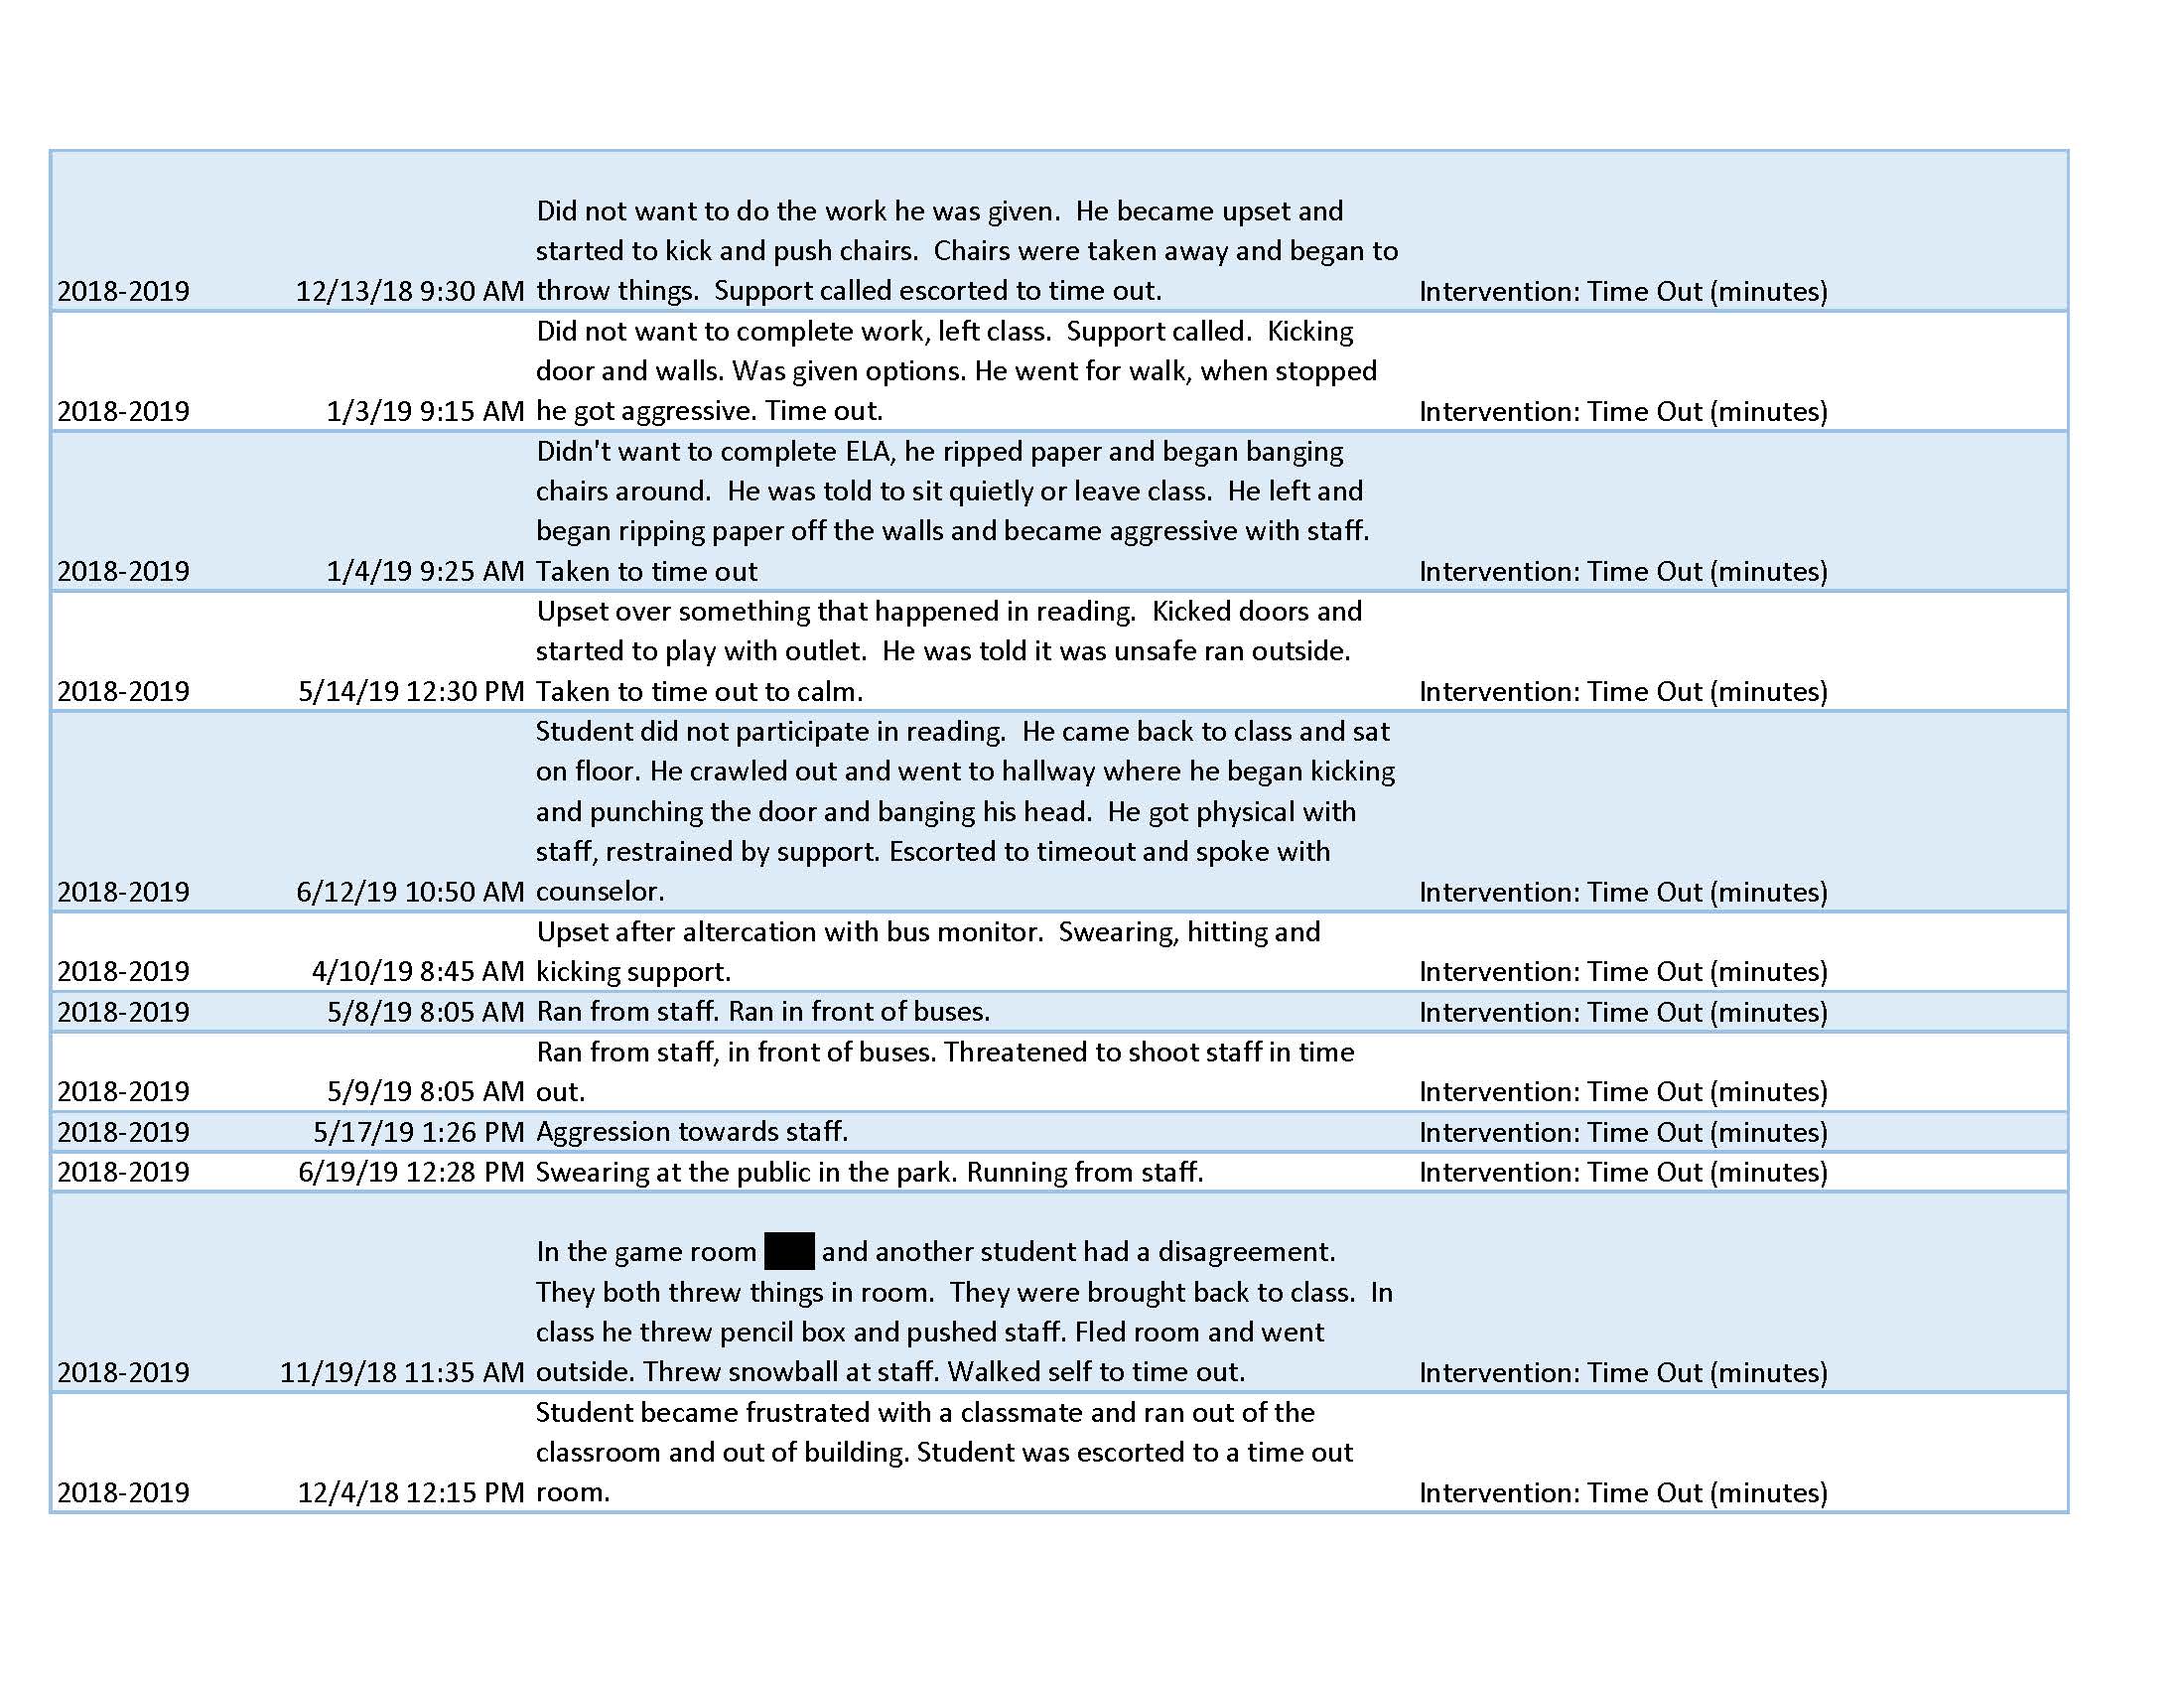 Did not want to do the work he was given.  He became upset and
started to kick and push chairs.  Chairs were taken away and began to
2018-2019 12/13/18 9:30 AM throw things.  Support called escorted to time out. Intervention: Time Out (minutes)
Did not want to complete work, left class.  Support called.  Kicking
door and walls. Was given options. He went for walk, when stopped
2018-2019 1/3/19 9:15 AM he got aggressive. Time out. Intervention: Time Out (minutes)
Didn't want to complete ELA, he ripped paper and began banging
chairs around.  He was told to sit quietly or leave class.  He left and
began ripping paper off the walls and became aggressive with staff.
2018-2019 1/4/19 9:25 AM Taken to time out Intervention: Time Out (minutes)
Upset over something that happened in reading.  Kicked doors and
started to play with outlet.  He was told it was unsafe ran outside.
2018-2019 5/14/19 12:30 PM Taken to time out to calm. Intervention: Time Out (minutes)
Student did not participate in reading.  He came back to class and sat
on floor. He crawled out and went to hallway where he began kicking
and punching the door and banging his head.  He got physical with
staff, restrained by support. Escorted to timeout and spoke with
2018-2019 6/12/19 10:50 AM counselor. Intervention: Time Out (minutes)
Upset after altercation with bus monitor.  Swearing, hitting and
2018-2019 4/10/19 8:45 AM kicking support. Intervention: Time Out (minutes)
2018-2019 5/8/19 8:05 AM Ran from staff. Ran in front of buses. Intervention: Time Out (minutes)
Ran from staff, in front of buses. Threatened to shoot staff in time
2018-2019 5/9/19 8:05 AM out. Intervention: Time Out (minutes)
2018-2019 5/17/19 1:26 PM Aggression towards staff. Intervention: Time Out (minutes)
2018-2019 6/19/19 12:28 PM Swearing at the public in the park. Running from staff. Intervention: Time Out (minutes)
In the game room and another student had a disagreement.
They both threw things in room.  They were brought back to class.  In
class he threw pencil box and pushed staff. Fled room and went
2018-2019 11/19/18 11:35 AM outside. Threw snowball at staff. Walked self to time out. Intervention: Time Out (minutes)
Student became frustrated with a classmate and ran out of the
classroom and out of building. Student was escorted to a time out
2018-2019 12/4/18 12:15 PM room. Intervention: Time Out (minutes)